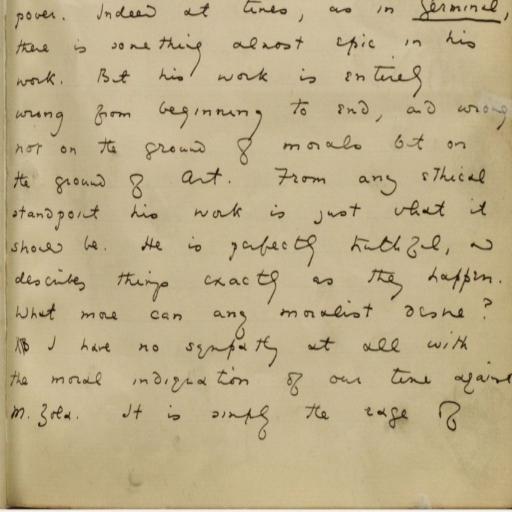 power. Indeed at times, as in Germinal,
there is something almost epic in his
work. But his work is entirely
wrong from beginning to end, and wrong
not on the ground of morals but on
the ground of Art. From any ethical
standpoint his work is just what it
should be. He is perfectly truthful, and
describes things exactly as they happen.
What more can any moralist desire?
I have no sympathy at all with
the moral indignation of our time against
M. Zola. It is simply the rage of